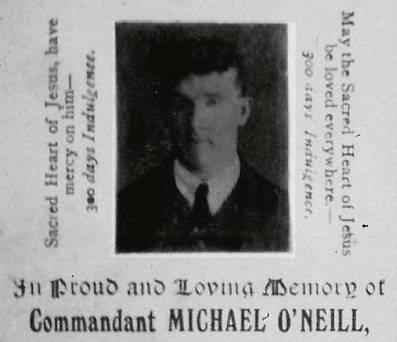 Sacred Heart of Jesus, have
mercy on him—
300 days Indulgence.
May the Sacred Heart of Jesus
be loved everywhere.—
300 days Indulgence.
In Proud and Loving Memory of
Commandant MICHAEL O'NEILL,